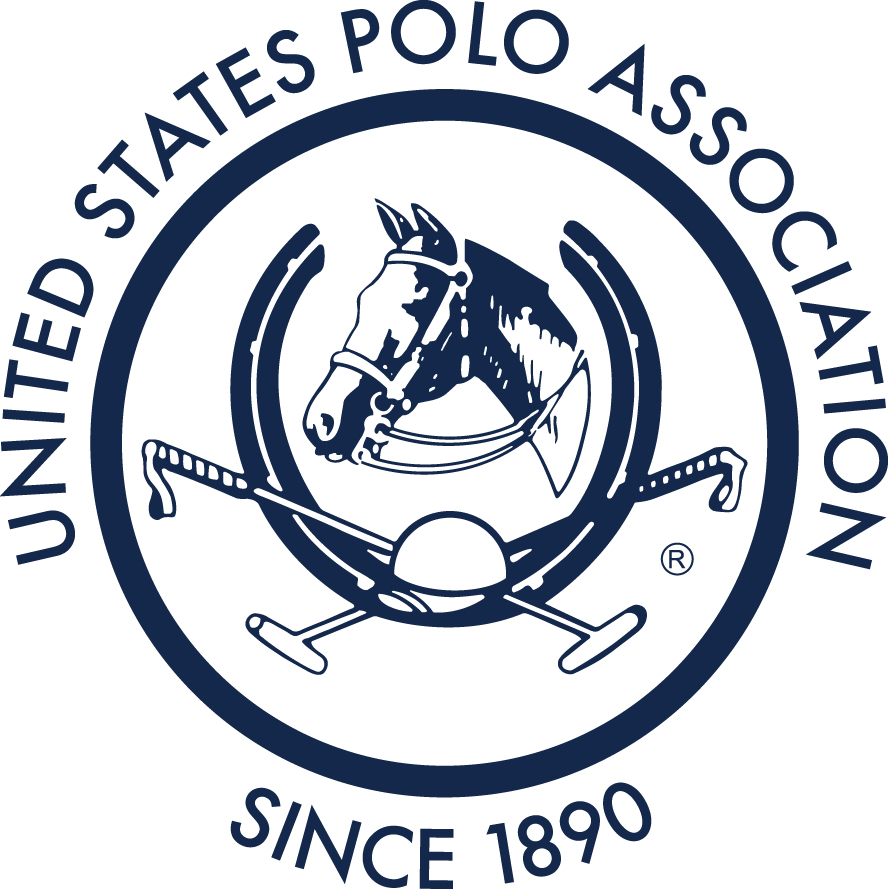 UNITED STATES POLO ASSOCIATION
®
SINCE 1890